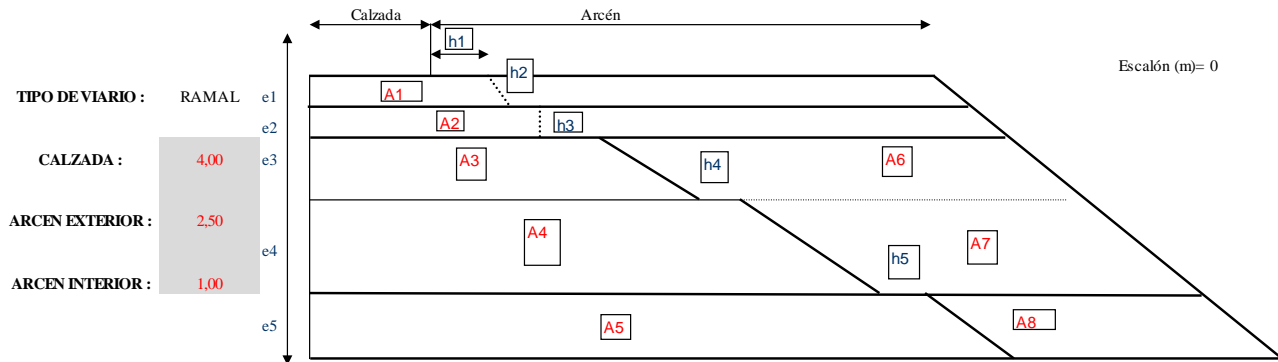 Calzada Arcén
h1
h2
Escalón (m)= 0
TIPO DE VIARIO : RAMAL e1 A1
e2 A2 h3
CALZADA : 4,00 e3 A3 h4 A6
ARCEN EXTERIOR : 2,50
A4 A7
e4 h5
ARCEN INTERIOR : 1,00
e5 A5 A8